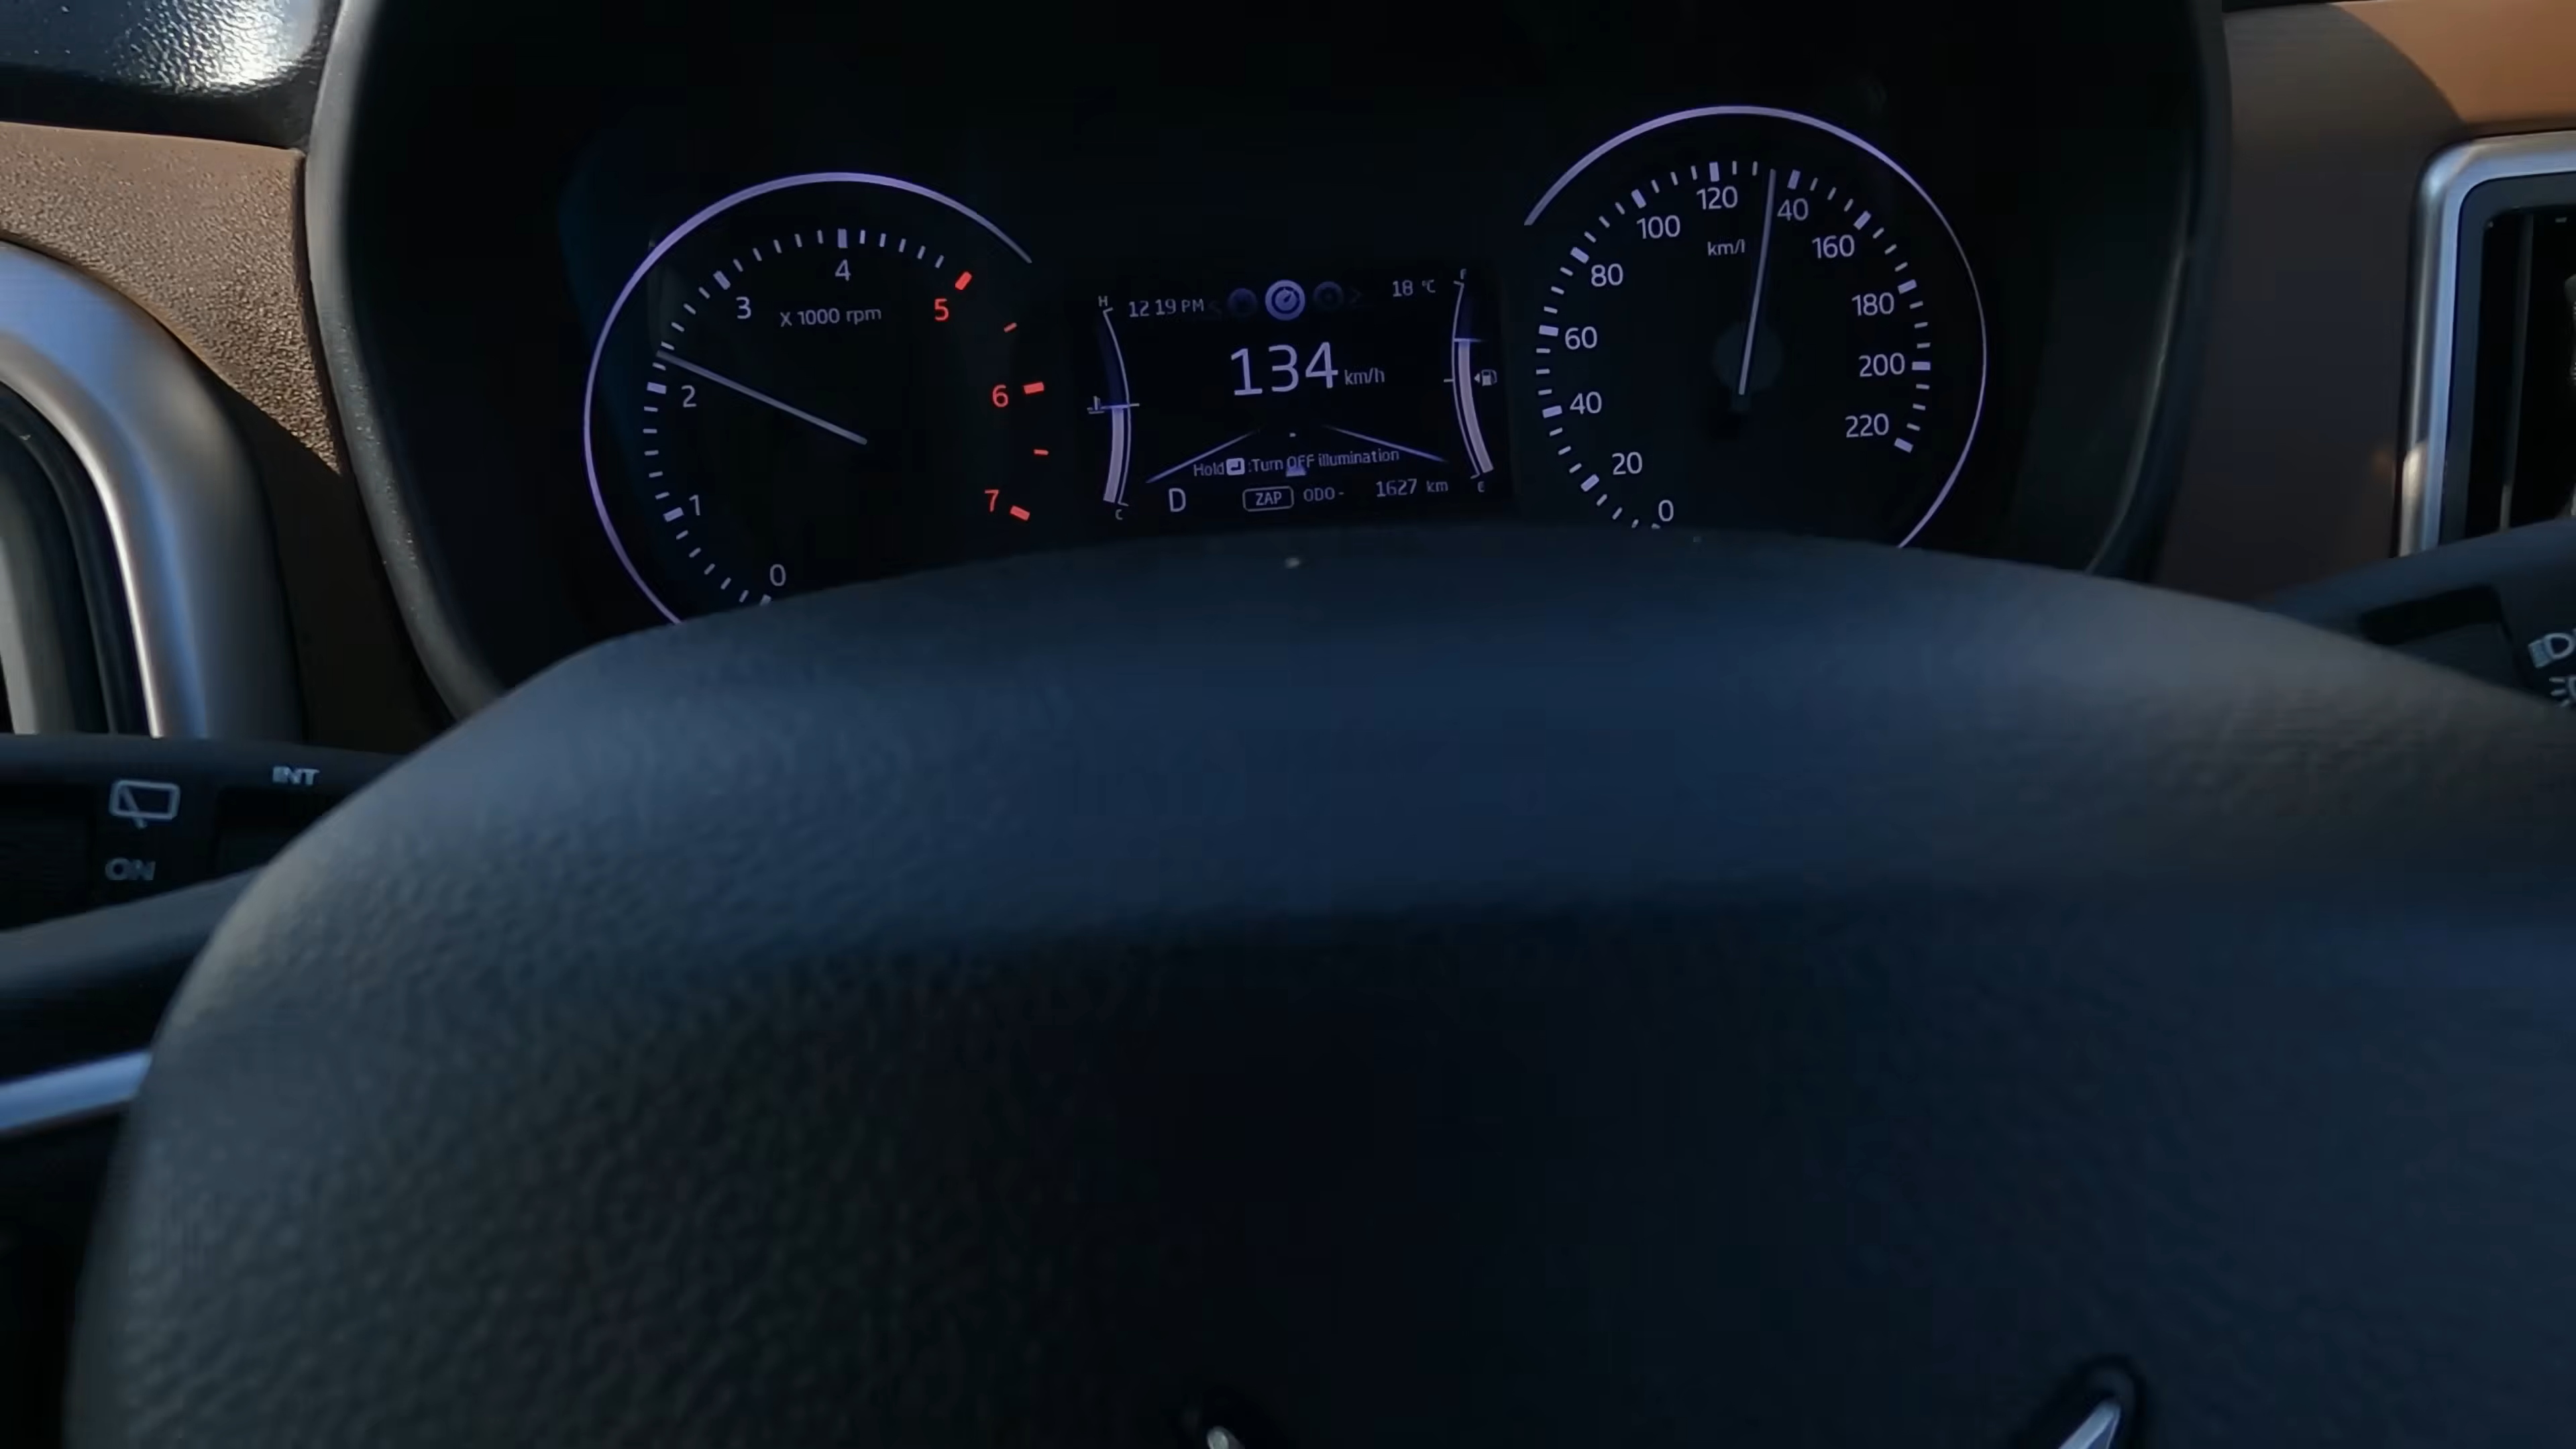 4
3
5
X 1000 rpm
2
6
1
7
0
H
12 19 PM
18 °C
F
134 km/h
Hold :Turn OFF illumination
D
ZAP
ODO-
1627 km
C
E
120
40
100
km/l
160
80
180
60
200
40
220
20
0
INT
ON